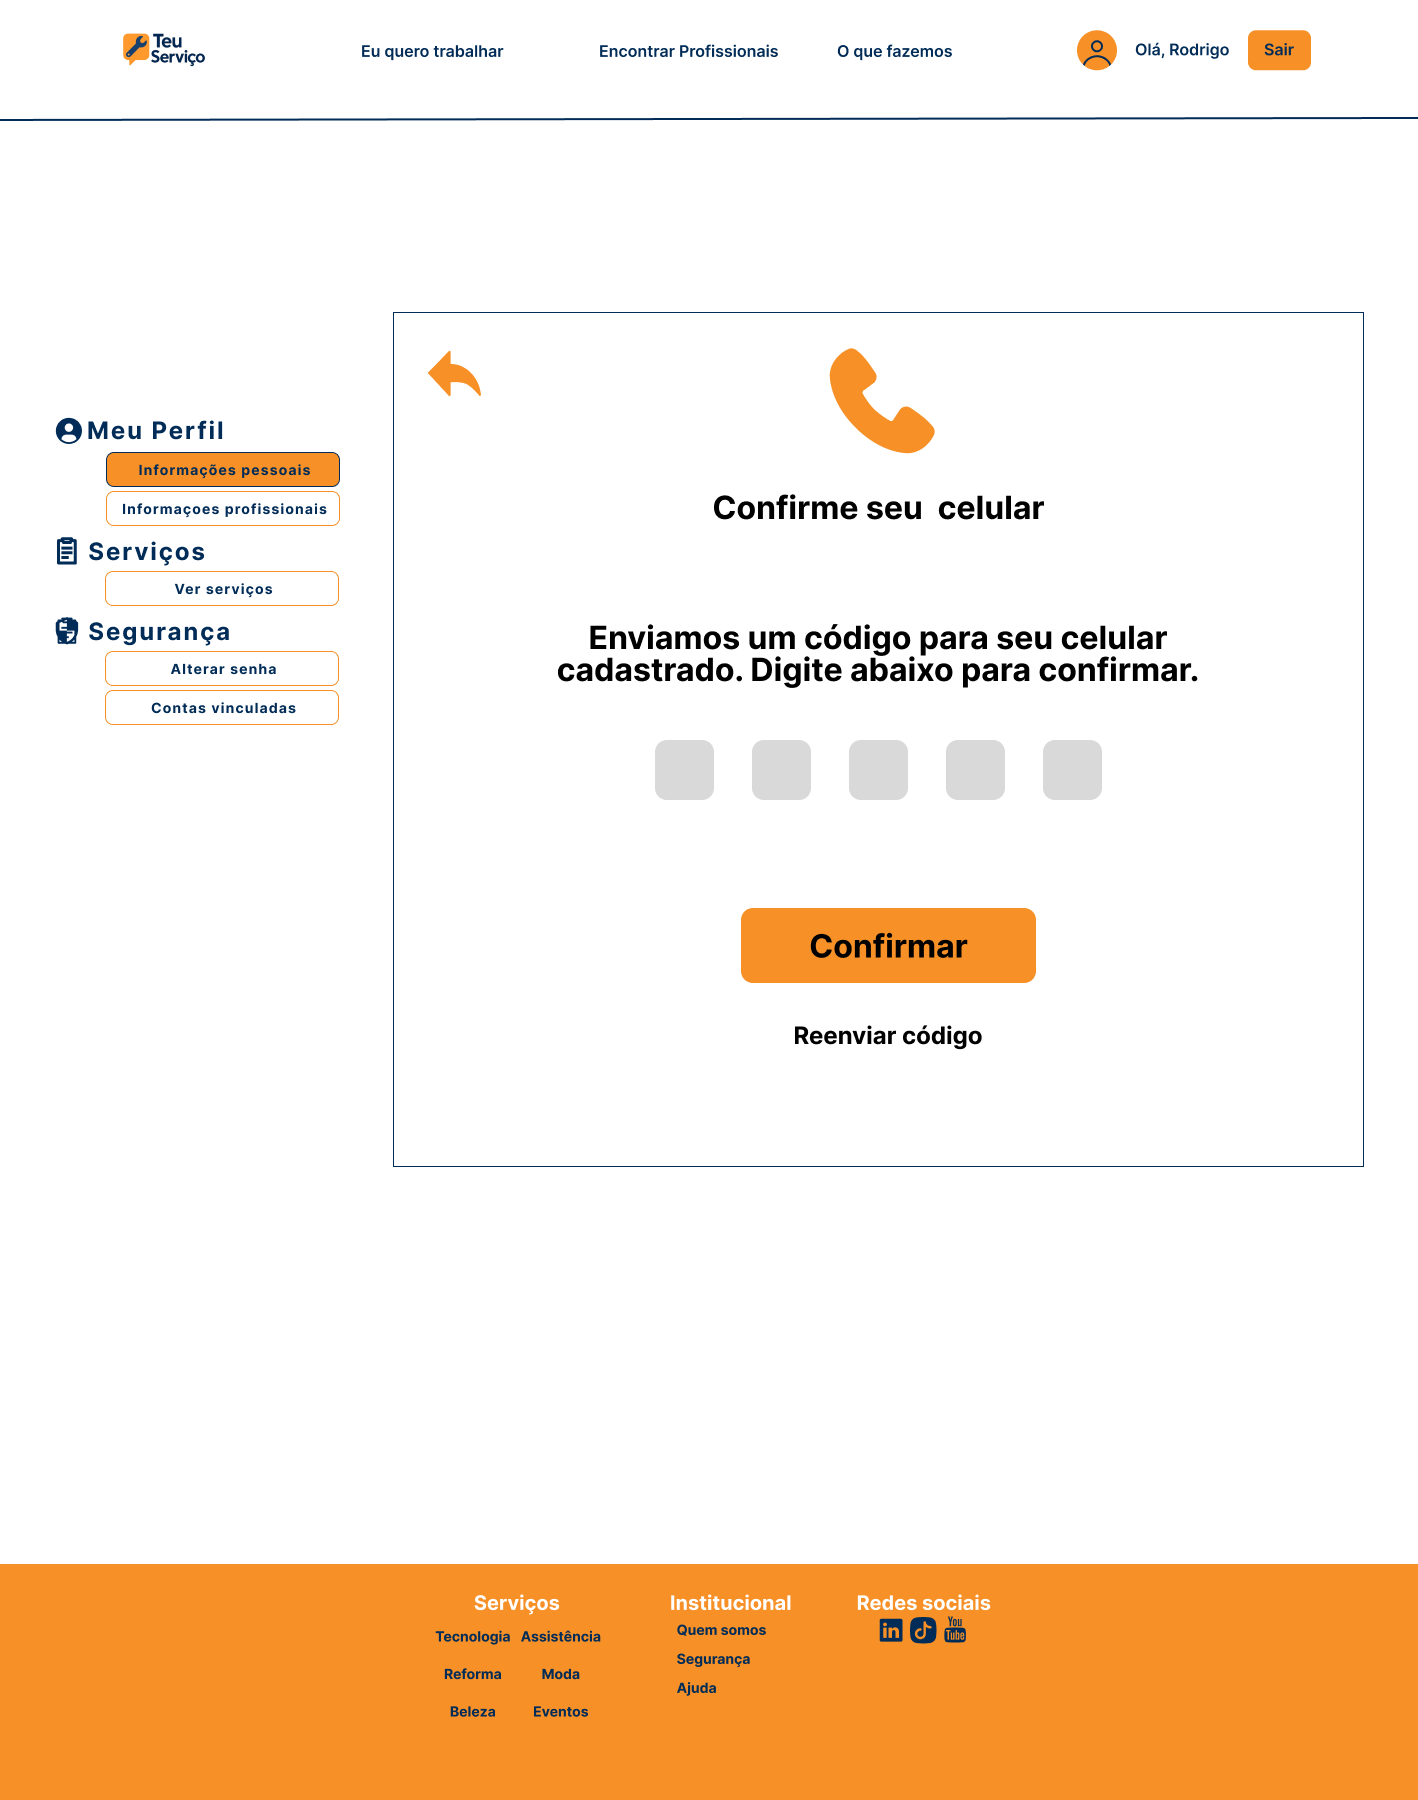 Teu
Serviço
Eu quero trabalhar
Encontrar Profissionais
O que fazemos
Olá, Rodrigo
Sair
Meu Perfil
Informações pessoais
Informaçoes profissionais
Serviços
Ver serviços
Segurança
Alterar senha
Contas vinculadas
Confirme seu  celular
Enviamos um código para seu celular
cadastrado. Digite abaixo para confirmar.
Confirmar
Reenviar código
Serviços
Tecnologia Assistência
Reforma Moda
Beleza Eventos
Institucional
Quem somos
Segurança
Ajuda
Redes sociais
in
You
Tube